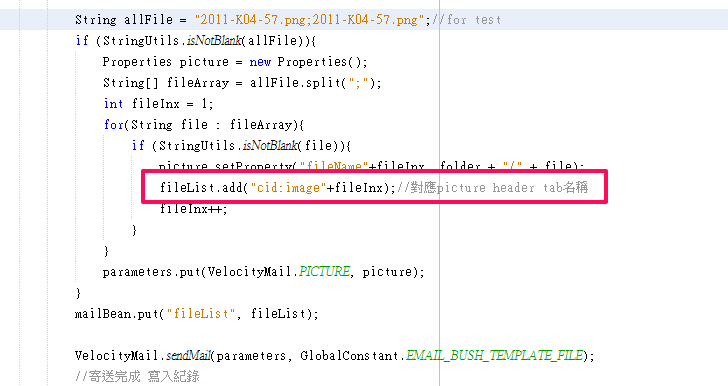 String allFile = "2011-K04-57.png;2011-K04-57.png";//for test
if (StringUtils.isNotBlank(allFile)){
Properties picture = new Properties();
String[] fileArray = allFile.split(";");
int fileInx = 1;
for(String file : fileArray){
if (StringUtils.isNotBlank(file)){
picture.setProperty("fileName"+fileInx, folder + "/" + file);
fileList.add("cid:image"+fileInx);//對應picture header tab名稱
fileInx++;
}
}
parameters.put(VelocityMail.PICTURE, picture);
}
mailBean.put("fileList", fileList);
VelocityMail.sendMail(parameters, GlobalConstant.EMAIL_BUSH_TEMPLATE_FILE);
//寄送完成 寫入紀錄